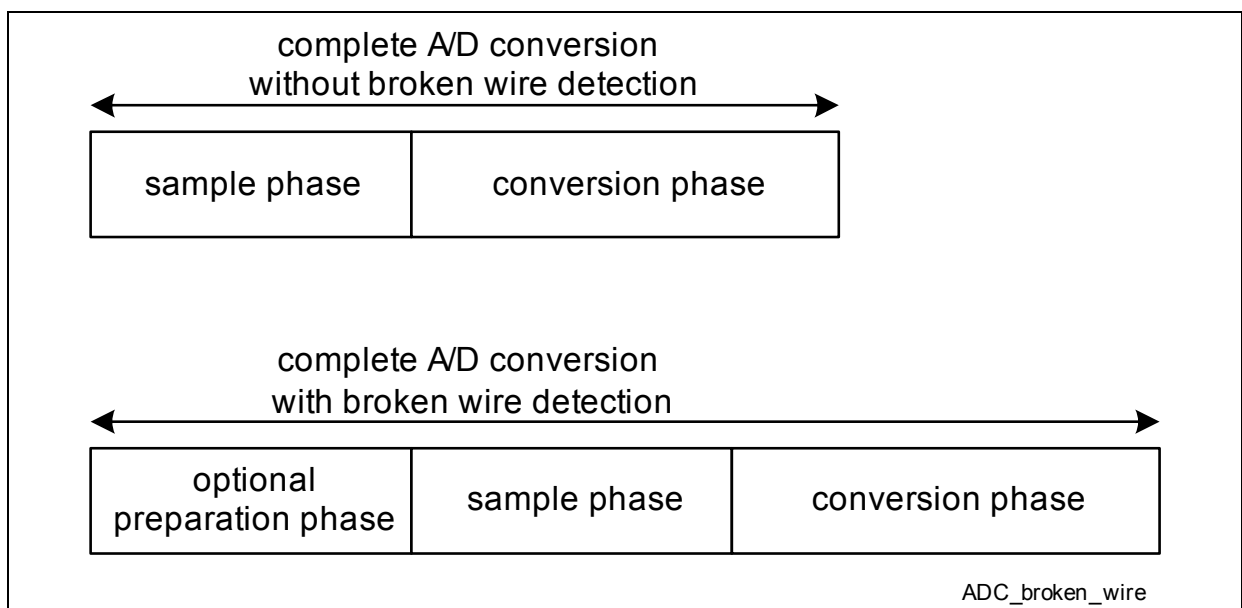 complete A/D conversion
without broken wire detection
sample phase
conversion phase
complete A/D conversion
with broken wire detection
optional
preparation phase
sample phase
conversion phase
ADC_broken_wire